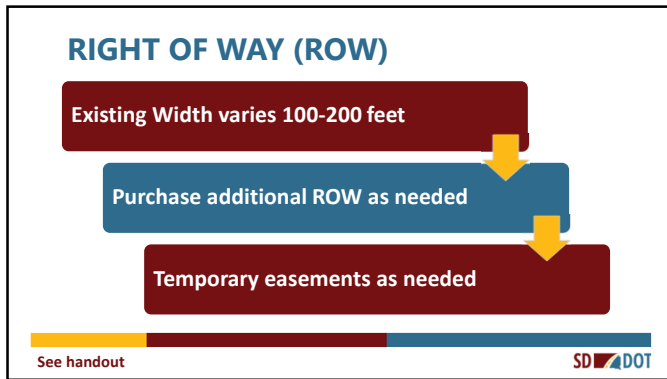 RIGHT OF WAY (ROW)
Existing Width varies 100-200 feet
Purchase additional ROW as needed
Temporary easements as needed
See handout
SD DOT